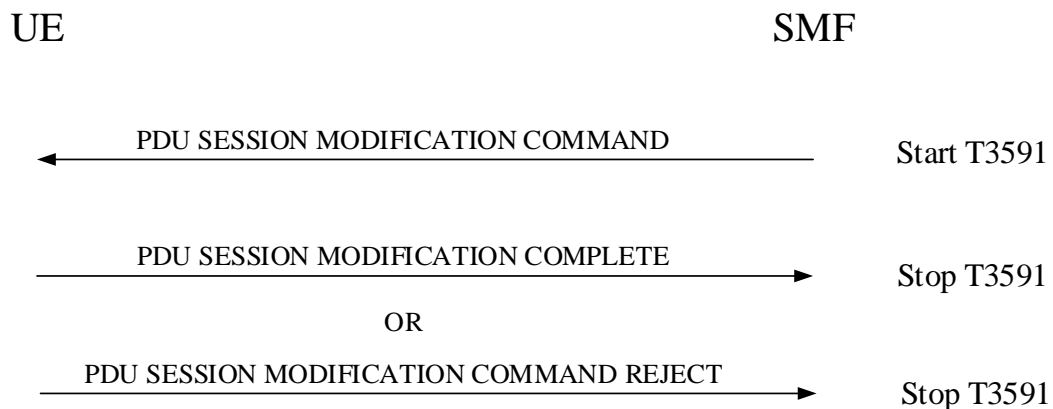 UE SMF
PDU SESSION MODIFICATION COMMAND Start T3591
PDU SESSION MODIFICATION COMPLETE Stop T3591
OR
PDU SESSION MODIFICATION COMMAND REJECT Stop T3591